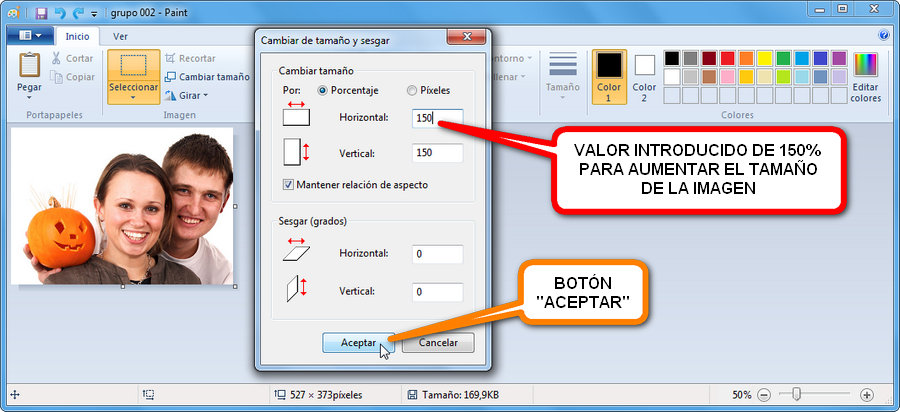 grupo 002 - Paint
Inicio
Ver
Pegar
Cortar
Copiar
Portapapeles
Seleccionar
Recortar
Cambiar tamaño
Girar
Imagen
Cambiar de tamaño y sesgar
Cambiar tamaño
Por:
Porcentaje
Píxeles
Horizontal:
150
Vertical:
150
Mantener relación de aspecto
Sesgar (grados)
Horizontal:
0
Vertical:
0
Aceptar
Cancelar
ontorno
llenar
Tamaño
Color
1
Color
2
Editar
colores
Colores
VALOR INTRODUCIDO DE 150%
PARA AUMENTAR EL TAMAÑO
DE LA IMAGEN
BOTÓN
"ACEPTAR"
527 × 373píxeles
Tamaño: 169,9KB
50%